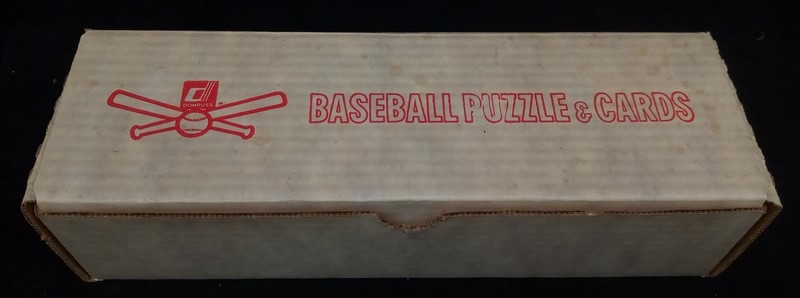 DONRUSS
BASEBALL PUZZLE & CARDS